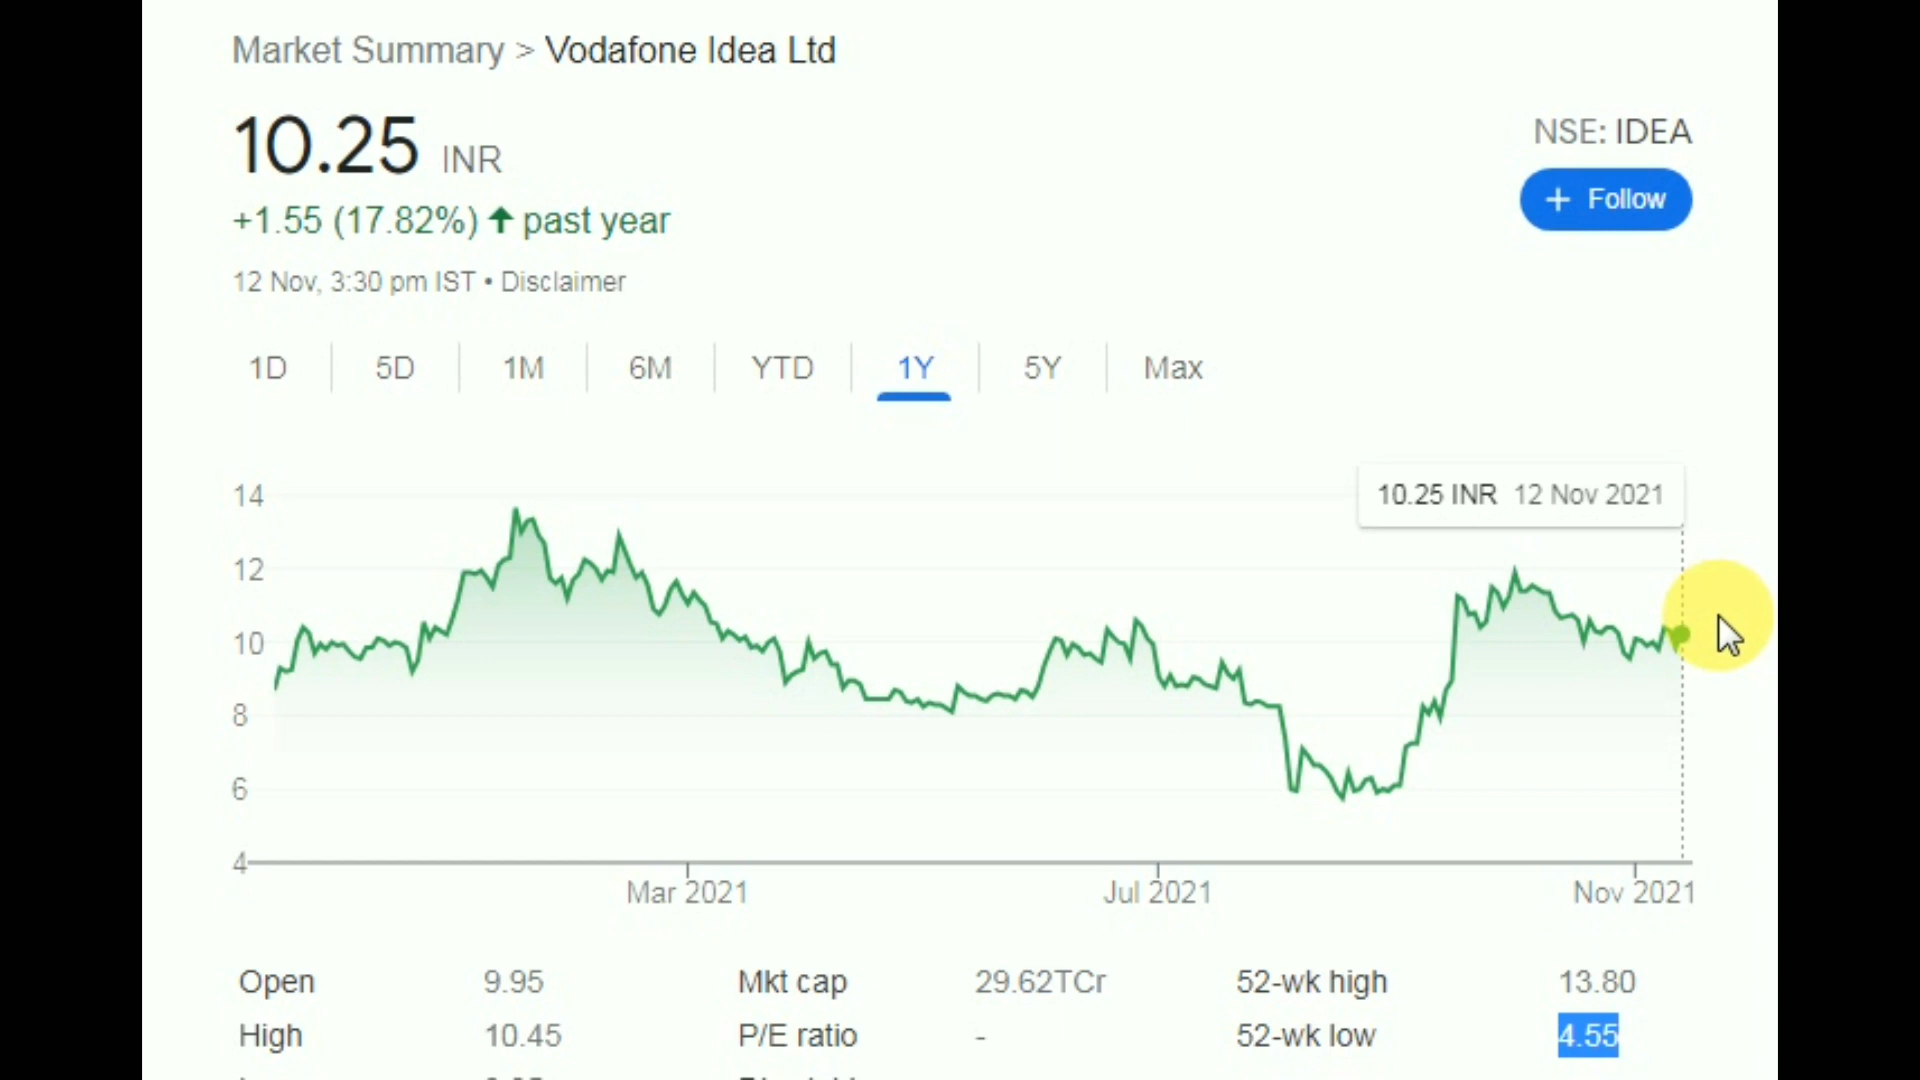 Market Summary > Vodafone Idea Ltd
10.25 INR
NSE: IDEA
+ Follow
+1.55 (17.82%) ↑ past year
12 Nov, 3:30 pm IST • Disclaimer
1D 5D 1M 6M YTD 1Y 5Y Max
10.25 INR 12 Nov 2021
14
12
10
8
6
4
Mar 2021 Jul 2021 Nov 2021
Open 9.95 Mkt cap 29.62TCr 52-wk high 13.80
High 10.45 P/E ratio - 52-wk low 4.55